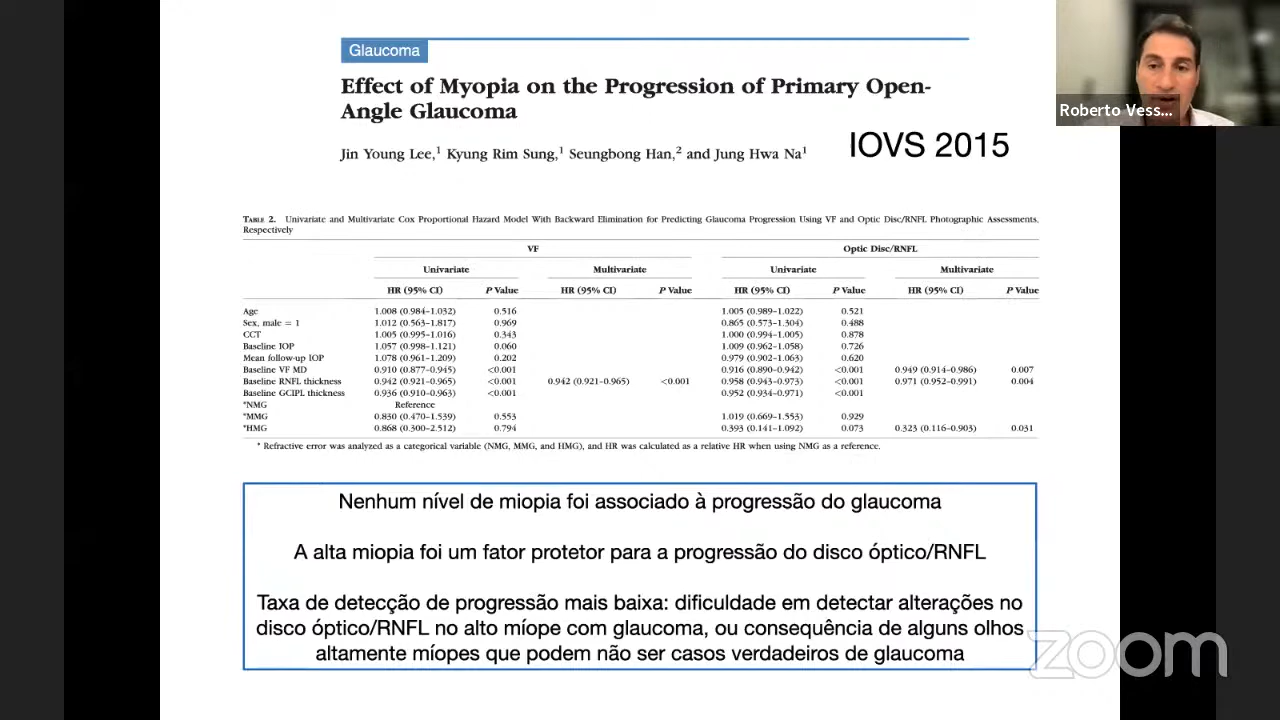 Glaucoma
Effect of Myopia on the Progression of Primary Open-
Angle Glaucoma
IOVS 2015
Jin Young Lee,1 Kyung Rim Sung,1 Seungbong Han,2 and Jung Hwa Na1
Roberto Vess...
TABLE 2. Univariate and Multivariate Cox Proportional Hazard Model With Backward Elimination for Predicting Glaucoma Progression Using VF and Optic Disc/RNFL Photographic Assessments,
Respectively
VF Optic Disc/RNFL
Univariate Multivariate Univariate Multivariate
HR (95% CI) P Value HR (95% CI) P Value HR (95% CI) P Value HR (95% CI) P Value
Age 1.008 (0.984–1.032) 0.516 1.005 (0.989–1.022) 0.521
Sex, male = 1 1.012 (0.563–1.817) 0.969 0.865 (0.573–1.304) 0.488
CCT 1.005 (0.995–1.016) 0.343 1.000 (0.994–1.005) 0.878
Baseline IOP 1.057 (0.998–1.121) 0.060 1.009 (0.962–1.058) 0.726
Mean follow-up IOP 1.078 (0.961–1.209) 0.202 0.979 (0.902–1.063) 0.620
Baseline VF MD 0.910 (0.877–0.945) <0.001 0.916 (0.890–0.942) <0.001 0.949 (0.914–0.986) 0.007
Baseline RNFL thickness 0.942 (0.921–0.965) <0.001 0.942 (0.921–0.965) <0.001 0.958 (0.943–0.973) <0.001 0.971 (0.952–0.991) 0.004
Baseline GCIPL thickness 0.936 (0.910–0.963) <0.001 0.952 (0.934–0.971) <0.001
*NMG Reference
*MMG 0.830 (0.470–1.539) 0.553 1.019 (0.669–1.553) 0.929
*HMG 0.868 (0.300–2.512) 0.794 0.393 (0.141–1.092) 0.073 0.323 (0.116–0.903) 0.031
* Refractive error was analyzed as a categorical variable (NMG, MMG, and HMG), and HR was calculated as a relative HR when using NMG as a reference.
Nenhum nível de miopia foi associado à progressão do glaucoma
A alta miopia foi um fator protetor para a progressão do disco óptico/RNFL
Taxa de detecção de progressão mais baixa: dificuldade em detectar alterações no
disco óptico/RNFL no alto míope com glaucoma, ou consequência de alguns olhos
altamente míopes que podem não ser casos verdadeiros de glaucoma
zoom